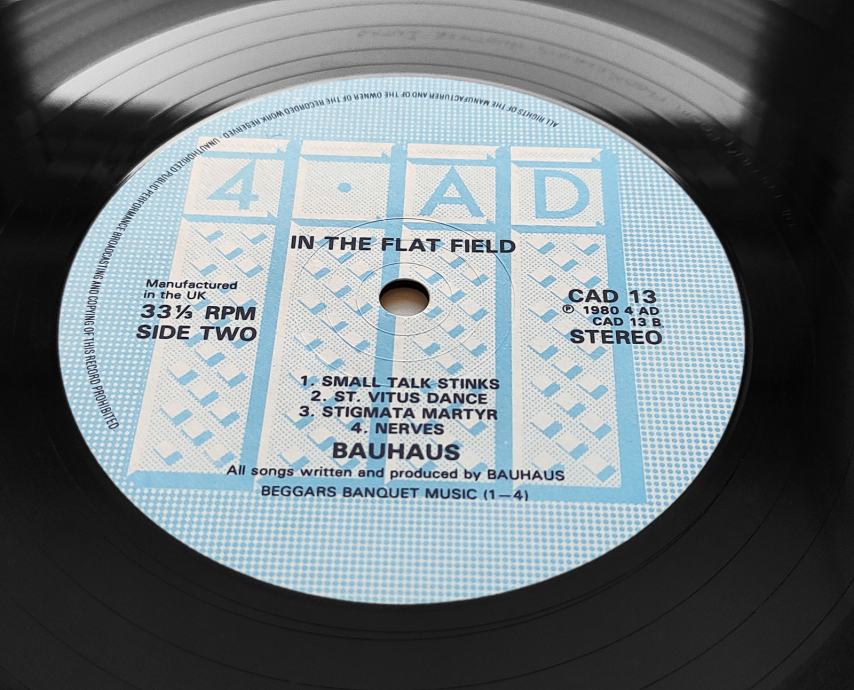 UNAUTHORIZED PUBLIC PERFORMANCE BROADCASTING AND COPYING OF THIS RECORD PROHIBITED
ALL RIGHTS OF THE MANUFACTURER AND OF THE OWNER OF THE RECORDED WORK RESERVED -
4 · A D
IN THE FLAT FIELD
Manufactured
in the UK
33⅓ RPM
SIDE TWO
CAD 13
℗ 1980 4 AD
CAD 13 B
STEREO
1. SMALL TALK STINKS
2. ST. VITUS DANCE
3. STIGMATA MARTYR
4. NERVES
BAUHAUS
All songs written and produced by BAUHAUS
BEGGARS BANQUET MUSIC (1–4)